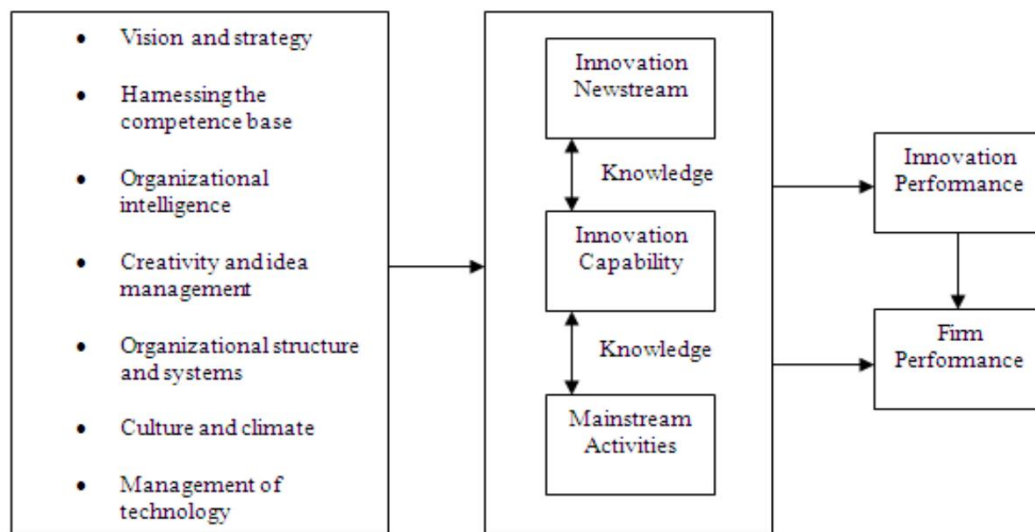 • Vision and strategy
• Harnessing the
competence base
• Organizational
intelligence
• Creativity and idea
management
• Organizational structure
and systems
• Culture and climate
• Management of
technology
Innovation
Newstream
Knowledge
Innovation
Capability
Knowledge
Mainstream
Activities
Innovation
Performance
Firm
Performance